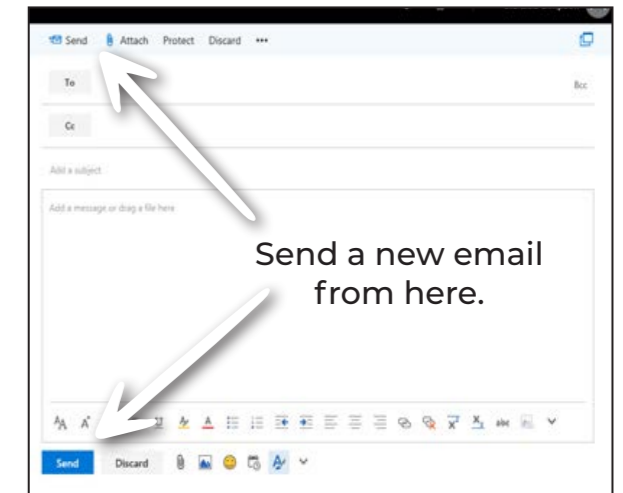 Send Attach Protect Discard •••
To Bcc
Cc
Add a subject
Add a message or drag a file here
Send a new email
from here.
Send Discard